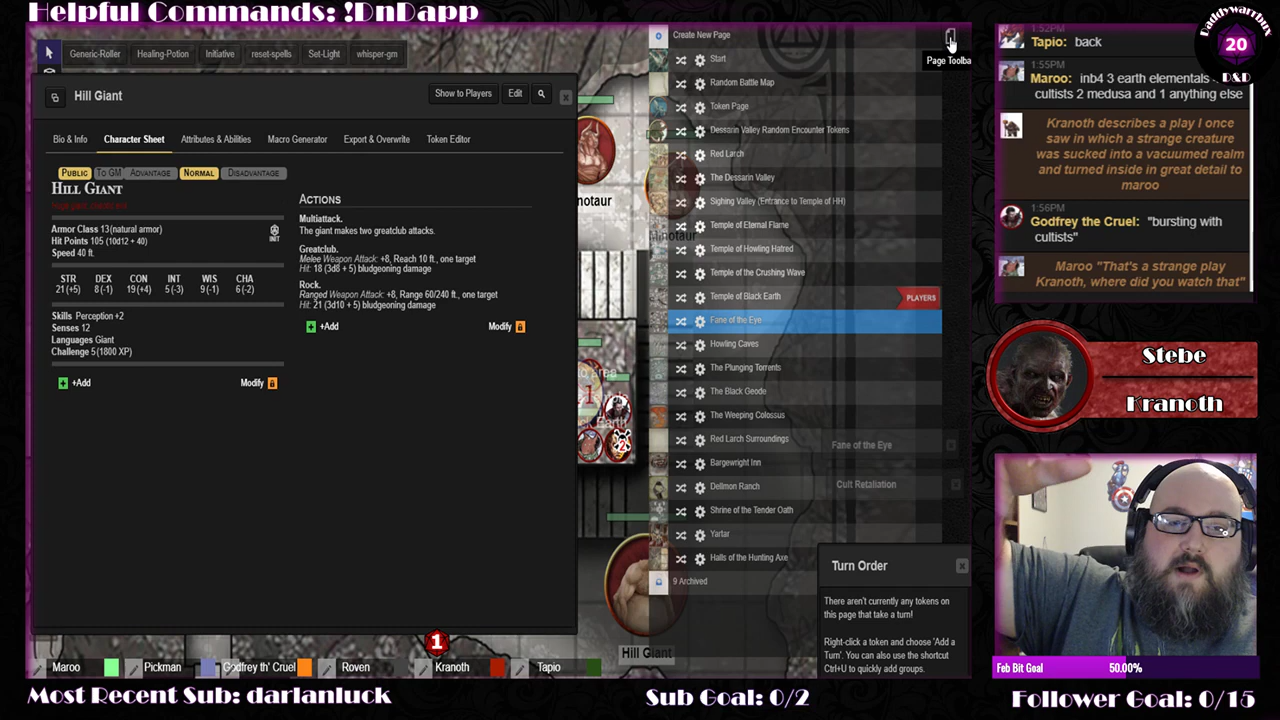 Helpful Commands: !DnDapp
Generic-Roller Healing-Potion Initiative reset-spells Set-Light whisper-gm
Hill Giant
Show to Players Edit
Bio & Info Character Sheet Attributes & Abilities Macro Generator Export & Overwrite Token Editor
PUBLIC To GM ADVANTAGE NORMAL DISADVANTAGE
HILL GIANT
huge giant, chaotic evil
Armor Class 13(natural armor)
Hit Points 105 (10d12 + 40)
Speed 40 ft.
INIT
STR DEX CON INT WIS CHA
21(+5) 8(-1) 19(+4) 5(-3) 9(-1) 6(-2)
Skills Perception +2
Senses 12
Languages Giant
Challenge 5(1800 XP)
+Add Modify
ACTIONS
Multiattack.
The giant makes two greatclub attacks.
Greatclub.
Melee Weapon Attack: +8, Reach 10 ft., one target
Hit: 18 (3d8 + 5) bludgeoning damage
Rock.
Ranged Weapon Attack: +8, Range 60/240 ft., one target
Hit: 21 (3d10 + 5) bludgeoning damage
+Add Modify
notaur
Minotaur
Hill Giant
Create New Page
Start
Random Battle Map
Token Page
Dessarin Valley Random Encounter Tokens
Red Larch
The Dessarin Valley
Sighing Valley (Entrance to Temple of HH)
Temple of Eternal Flame
Temple of Howling Hatred
Temple of the Crushing Wave
Temple of Black Earth
PLAYERS
Fane of the Eye
Howling Caves
The Plunging Torrents
The Black Geode
The Weeping Colossus
Red Larch Surroundings
Bargewright Inn
Dellmon Ranch
Shrine of the Tender Oath
Yartar
Halls of the Hunting Axe
9 Archived
Page Toolba
Fane of the Eye
Cult Retaliation
Turn Order
There aren't currently any tokens on
this page that take a turn!
Right-click a token and choose 'Add a
Turn'. You can also use the shortcut
Ctrl+U to quickly add groups.
1:52PM
Tapio: back
1:55PM
Maroo: inb4 3 earth elementals
cultists 2 medusa and 1 anything else
Kranoth describes a play I once
saw in which a strange creature
was sucked into a vacuumed realm
and turned inside in great detail to
maroo
1:56PM
Godfrey the Cruel: "bursting with
cultists"
Maroo "That's a strange play
Kranoth, where did you watch that"
Daddywarrbux
20
D&D
Stebe
Kranoth
Feb Bit Goal 50.00%
1
Maroo Pickman Godfrey th' Cruel Roven Kranoth Tapio
Most Recent Sub: darianluck
Sub Goal: 0/2
Follower Goal: 0/15